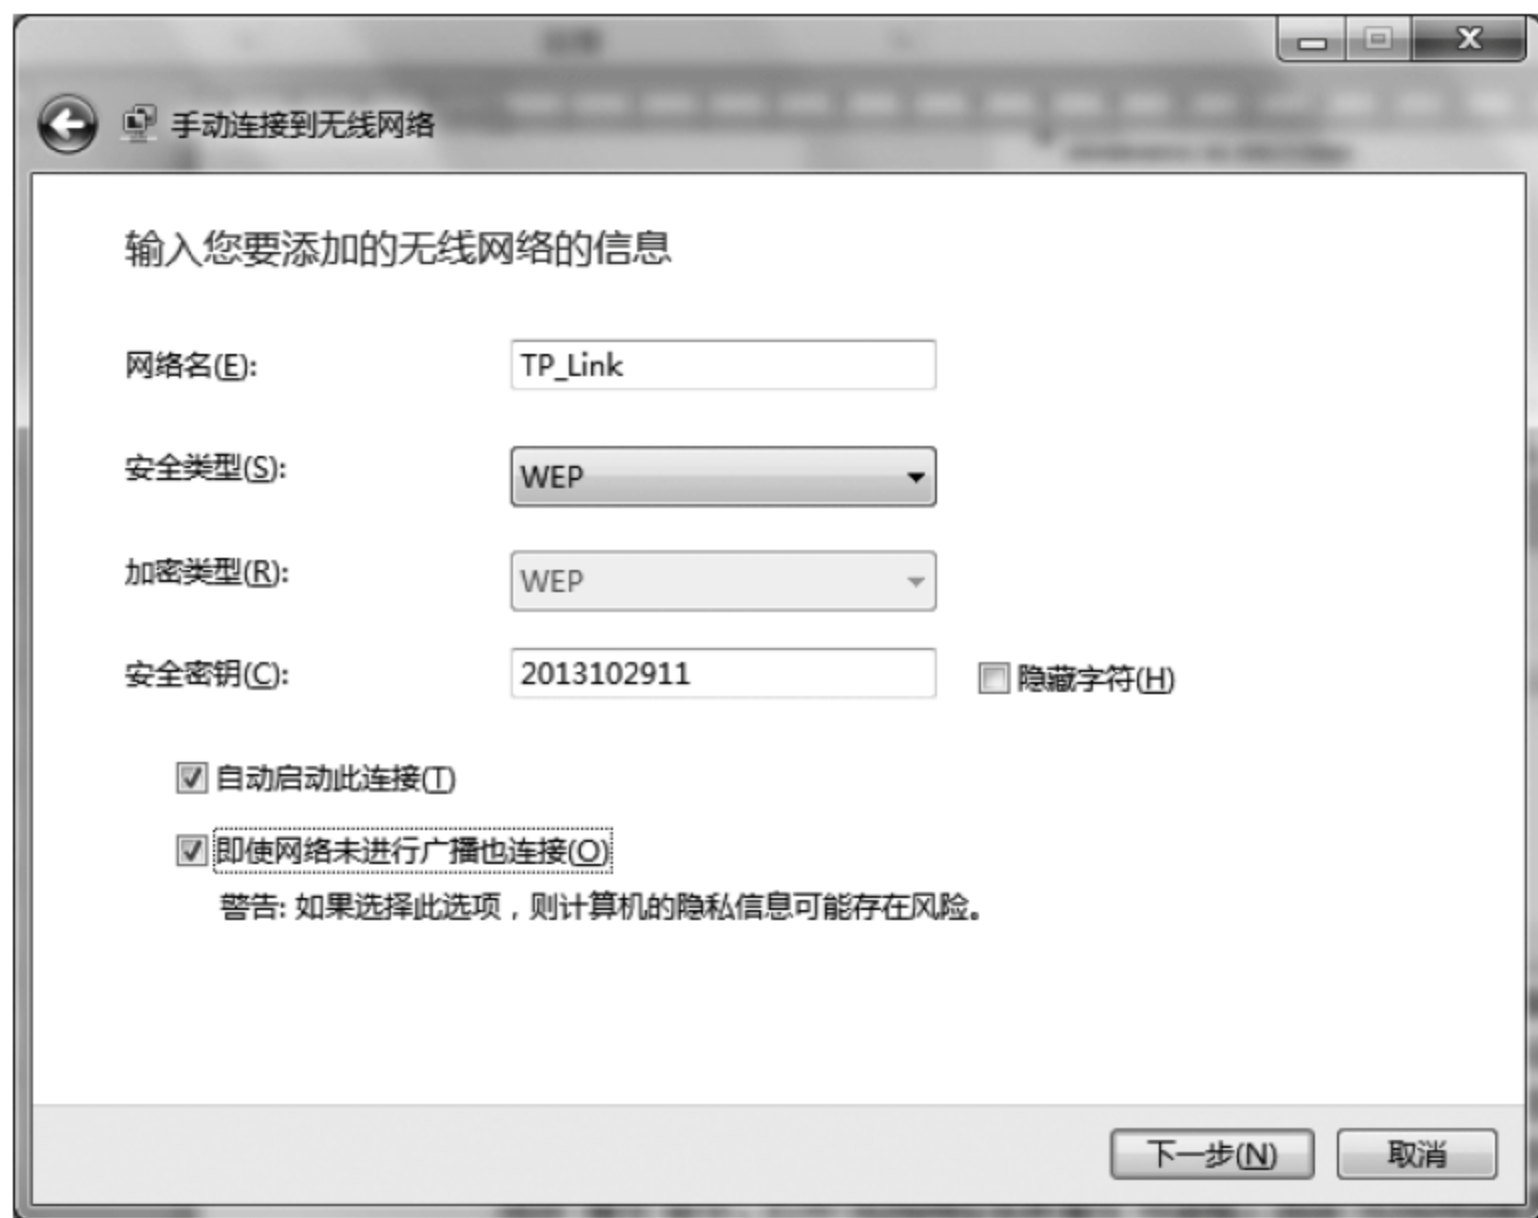 手动连接到无线网络
输入您要添加的无线网络的信息
网络名(E): TP_Link
安全类型(S): WEP
加密类型(R): WEP
安全密钥(C): 2013102911 隐藏字符(H)
自动启动此连接(T)
即使网络未进行广播也连接(O)
警告: 如果选择此选项，则计算机的隐私信息可能存在风险。
下一步(N) 取消